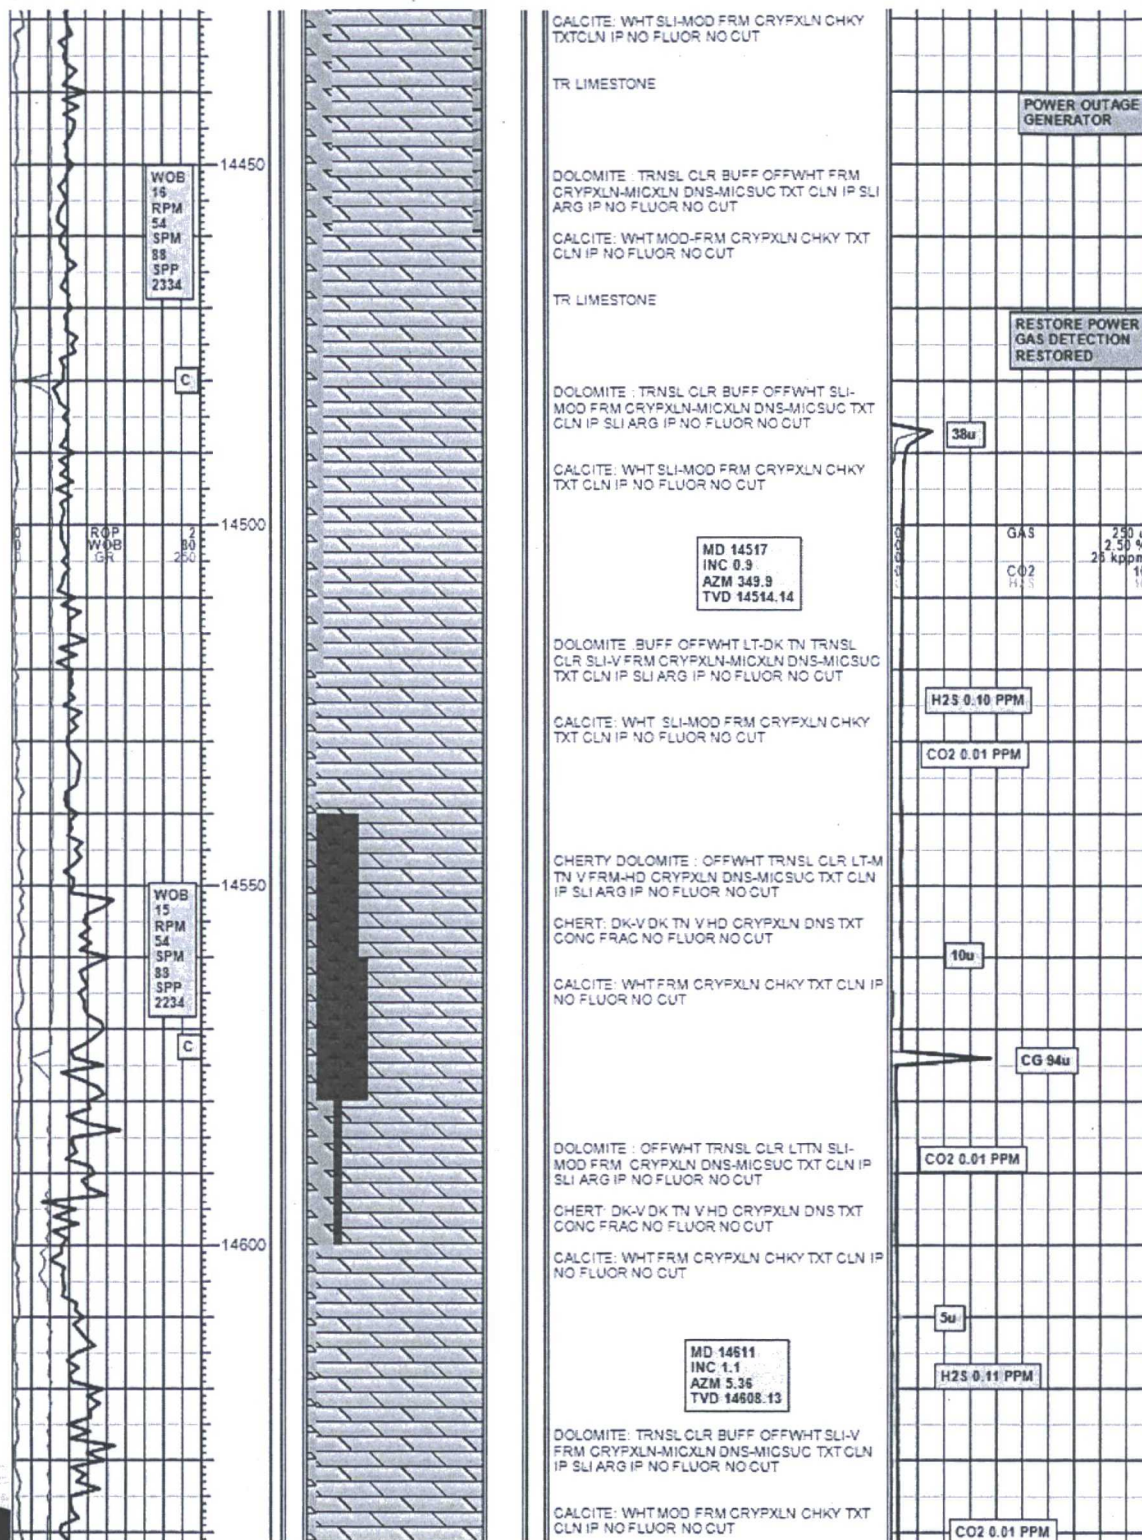 CALCITE: WHT SLI-MOD FRM CRYPXLN CHKY
TXTCLN IP NO FLUOR NO CUT
TR LIMESTONE
POWER OUTAGE
GENERATOR
14450
WOB
16
RPM
54
SPM
88
SPP
2334
DOLOMITE : TRNSL CLR BUFF OFFWHT FRM
CRYPXLN-MICXLN DNS-MICSUC TXT CLN IP SLI
ARG IP NO FLUOR NO CUT
CALCITE: WHT MOD-FRM CRYPXLN CHKY TXT
CLN IP NO FLUOR NO CUT
TR LIMESTONE
RESTORE POWER
GAS DETECTION
RESTORED
C
DOLOMITE : TRNSL CLR BUFF OFFWHT SLI-
MOD FRM CRYPXLN-MICXLN DNS-MICSUC TXT
CLN IP SLI ARG IP NO FLUOR NO CUT
38u
CALCITE: WHT SLI-MOD FRM CRYPXLN CHKY
TXT CLN IP NO FLUOR NO CUT
14500
0 ROP 2
0 WOB 80
0 GR 250
0 GAS 250
2.50 %
25 kppm
CO2
H2S
MD 14517
INC 0.9
AZM 349.9
TVD 14514.14
DOLOMITE :BUFF OFFWHT LT-DK TN TRNSL
CLR SLI-V FRM CRYPXLN-MICXLN DNS-MICSUC
TXT CLN IP SLI ARG IP NO FLUOR NO CUT
H2S 0.10 PPM
CALCITE: WHT SLI-MOD FRM CRYPXLN CHKY
TXT CLN IP NO FLUOR NO CUT
CO2 0.01 PPM
14550
WOB
15
RPM
54
SPM
88
SPP
2234
CHERTY DOLOMITE : OFFWHT TRNSL CLR LT-M
TN V FRM-HD CRYPXLN DNS-MICSUC TXT CLN
IP SLI ARG IP NO FLUOR NO CUT
CHERT: DK-V DK TN V HD CRYPXLN DNS TXT
CONC FRAC NO FLUOR NO CUT
10u
CALCITE: WHT FRM CRYPXLN CHKY TXT CLN IP
NO FLUOR NO CUT
C
CG 94u
DOLOMITE : OFFWHT TRNSL CLR LTTN SLI-
MOD FRM CRYPXLN DNS-MICSUC TXT CLN IP
SLI ARG IP NO FLUOR NO CUT
CO2 0.01 PPM
CHERT: DK-V DK TN V HD CRYPXLN DNS TXT
CONC FRAC NO FLUOR NO CUT
14600
CALCITE: WHT FRM CRYPXLN CHKY TXT CLN IP
NO FLUOR NO CUT
5u
MD 14611
INC 1.1
AZM 5.36
TVD 14608.13
H2S 0.11 PPM
DOLOMITE: TRNSL CLR BUFF OFFWHT SLI-V
FRM CRYPXLN-MICXLN DNS-MICSUC TXT CLN
IP SLI ARG IP NO FLUOR NO CUT
CALCITE: WHT MOD FRM CRYPXLN CHKY TXT
CLN IP NO FLUOR NO CUT
CO2 0.01 PPM